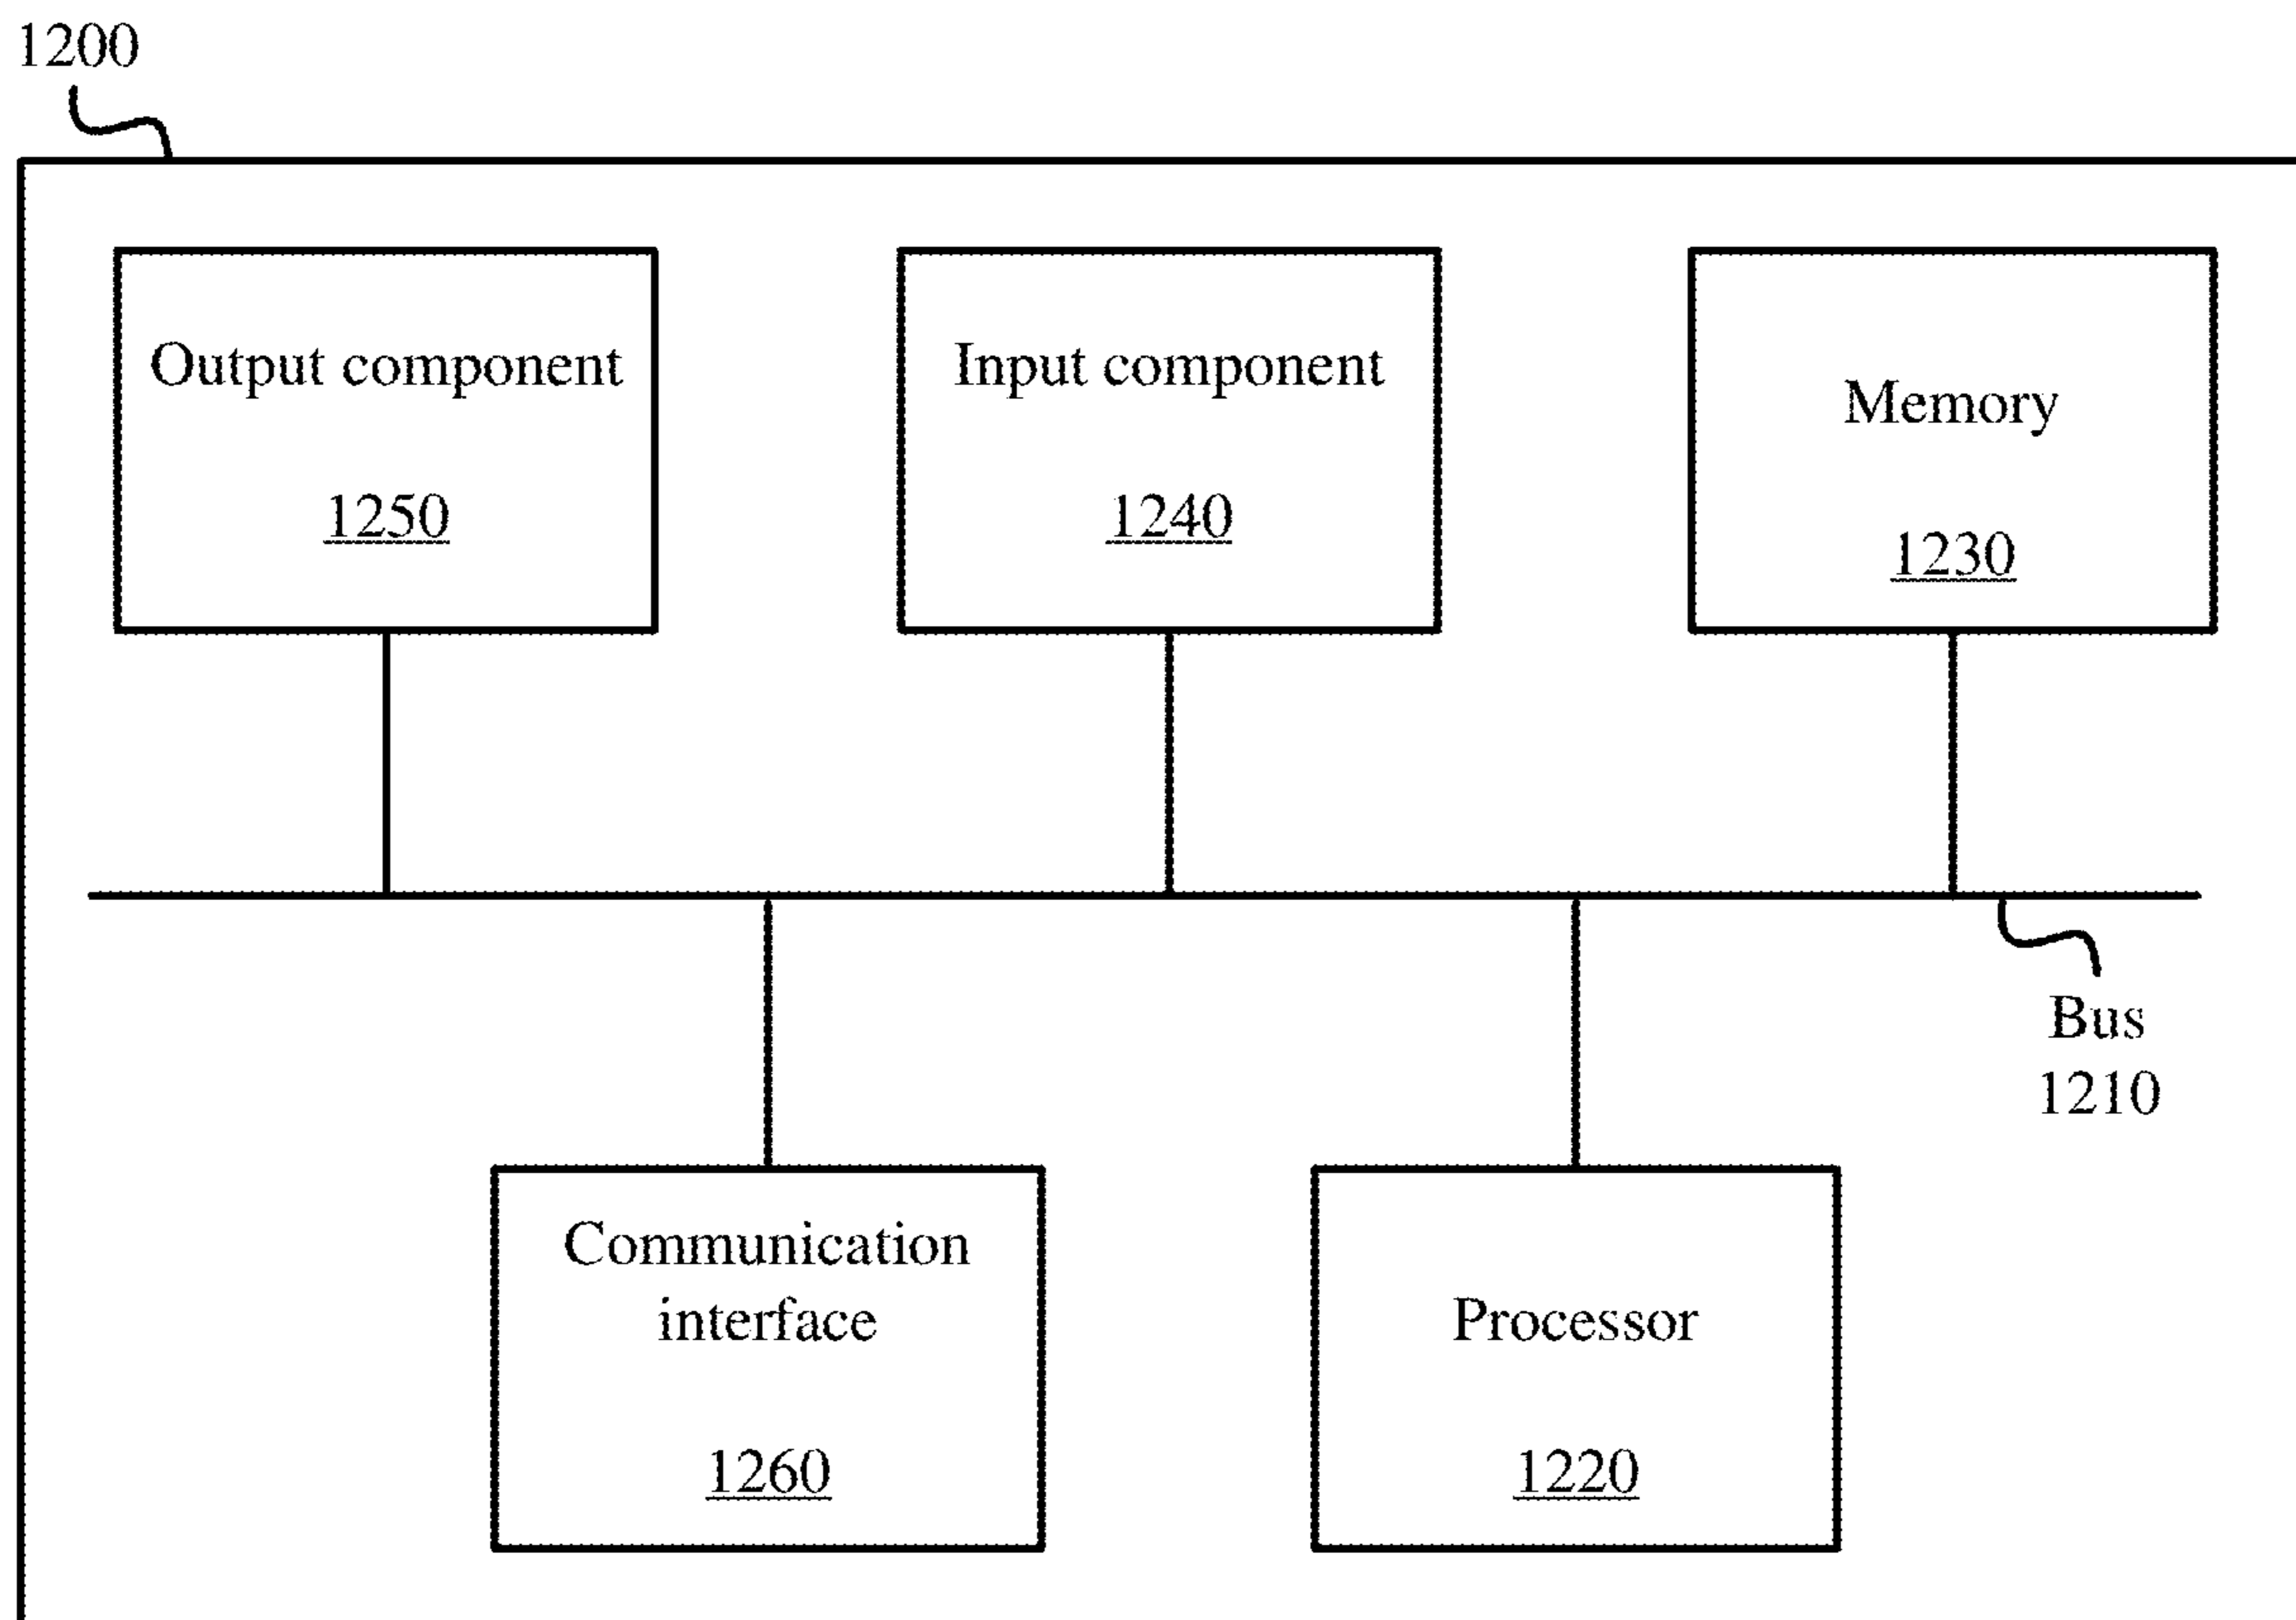 1200
Output component
1250
Input component
1240
Memory
1230
Bus
1210
Communication
interface
1260
Processor
1220